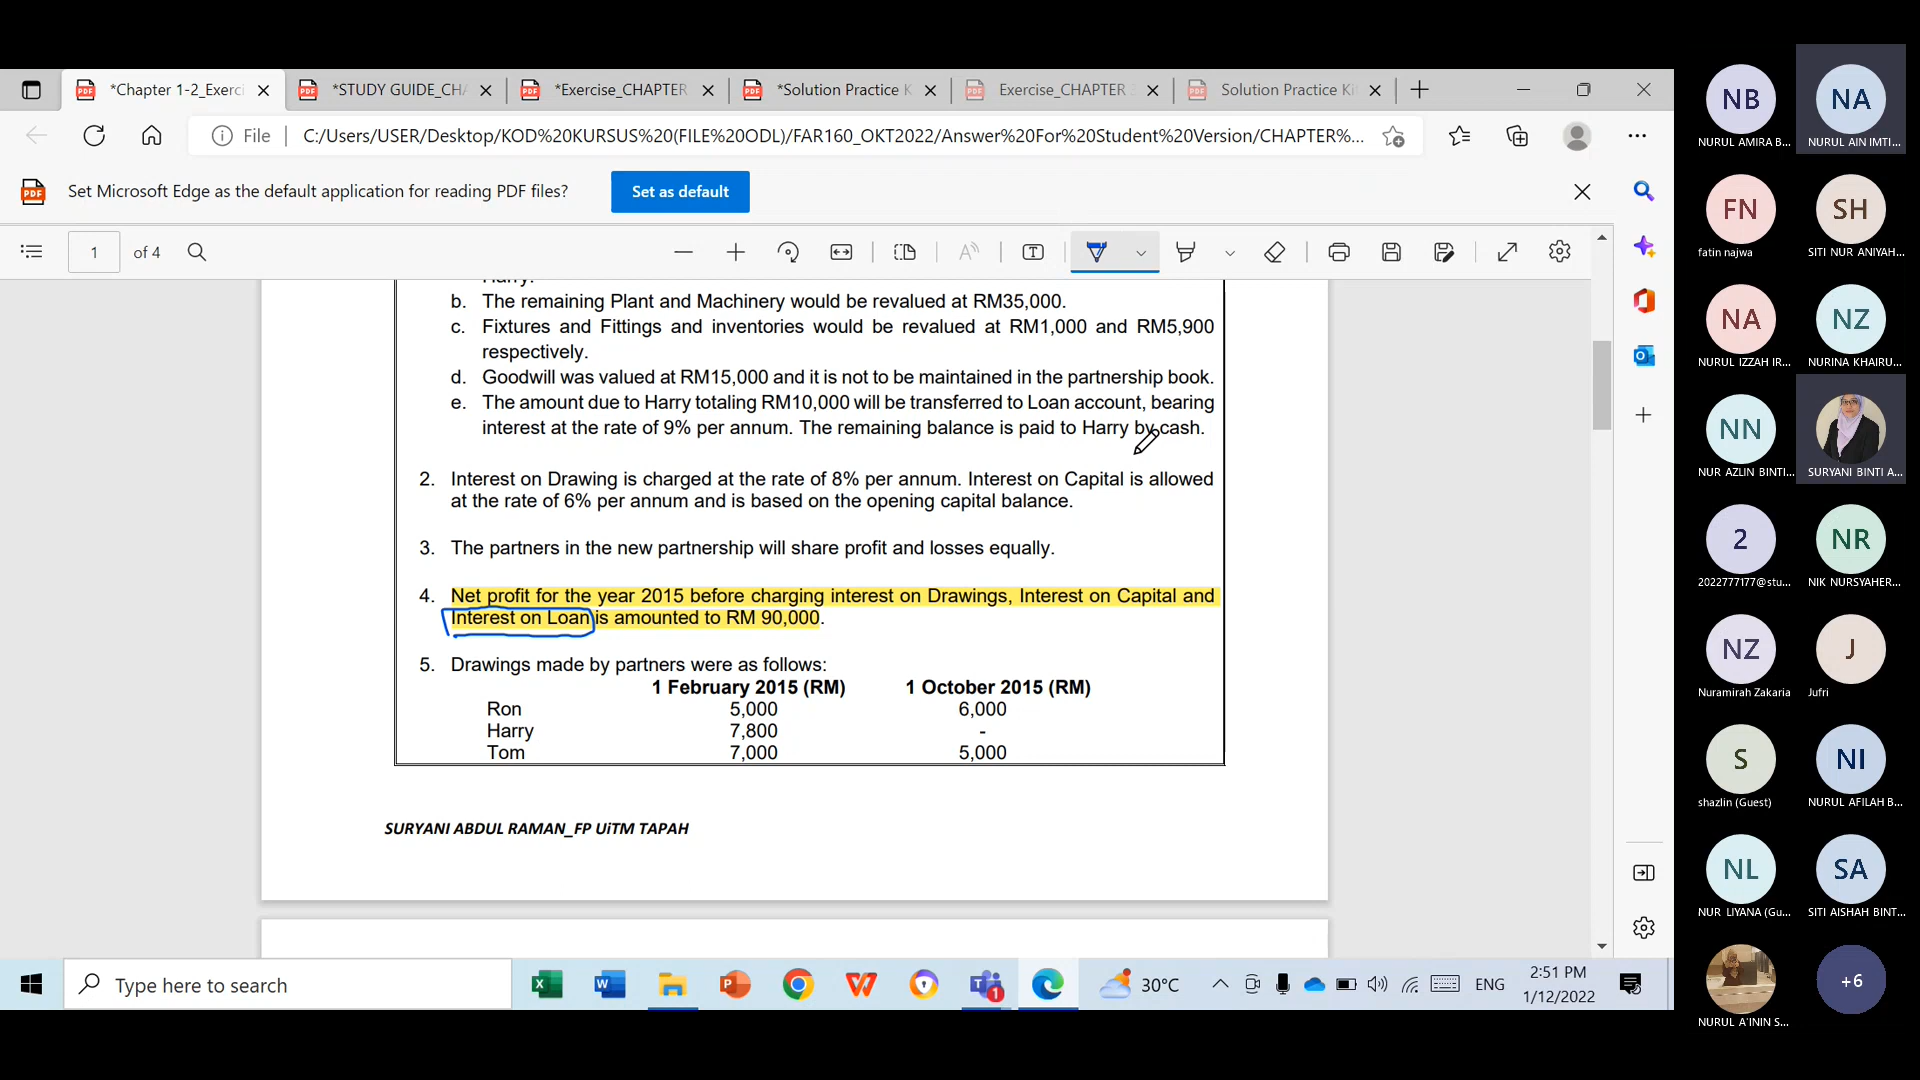 *Chapter 1-2_Exerci
*STUDY GUIDE_CHA
*Exercise_CHAPTER
*Solution Practice K
Exercise_CHAPTER
Solution Practice Ki
File
C:/Users/USER/Desktop/KOD%20KURSUS%20(FILE%20ODL)/FAR160_OKT2022/Answer%20For%20Student%20Version/CHAPTER%...
PDF
Set Microsoft Edge as the default application for reading PDF files?
Set as default
1 of 4
Harry.
b. The remaining Plant and Machinery would be revalued at RM35,000.
c. Fixtures and Fittings and inventories would be revalued at RM1,000 and RM5,900
respectively.
d. Goodwill was valued at RM15,000 and it is not to be maintained in the partnership book.
e. The amount due to Harry totaling RM10,000 will be transferred to Loan account, bearing
interest at the rate of 9% per annum. The remaining balance is paid to Harry by cash.
2. Interest on Drawing is charged at the rate of 8% per annum. Interest on Capital is allowed
at the rate of 6% per annum and is based on the opening capital balance.
3. The partners in the new partnership will share profit and losses equally.
4. Net profit for the year 2015 before charging interest on Drawings, Interest on Capital and
Interest on Loan is amounted to RM 90,000.
5. Drawings made by partners were as follows:
1 February 2015 (RM) 1 October 2015 (RM)
Ron 5,000 6,000
Harry 7,800 -
Tom 7,000 5,000
SURYANI ABDUL RAMAN_FP UiTM TAPAH
Type here to search
1
30°C
ENG
2:51 PM
1/12/2022
NB
NURUL AMIRA B...
NA
NURUL AIN IMTI...
FN
fatin najwa
SH
SITI NUR ANIYAH...
NA
NURUL IZZAH IR...
NZ
NURINA KHAIRU...
NN
NUR AZLIN BINTI...
SURYANI BINTI A...
2
2022777177@stu...
NR
NIK NURSYAHER...
NZ
Nuramirah Zakaria
J
Jufri
S
shazlin (Guest)
NI
NURUL AFILAH B...
NL
NUR LIYANA (Gu...
SA
SITI AISHAH BINT...
NURUL A'ININ S...
+6